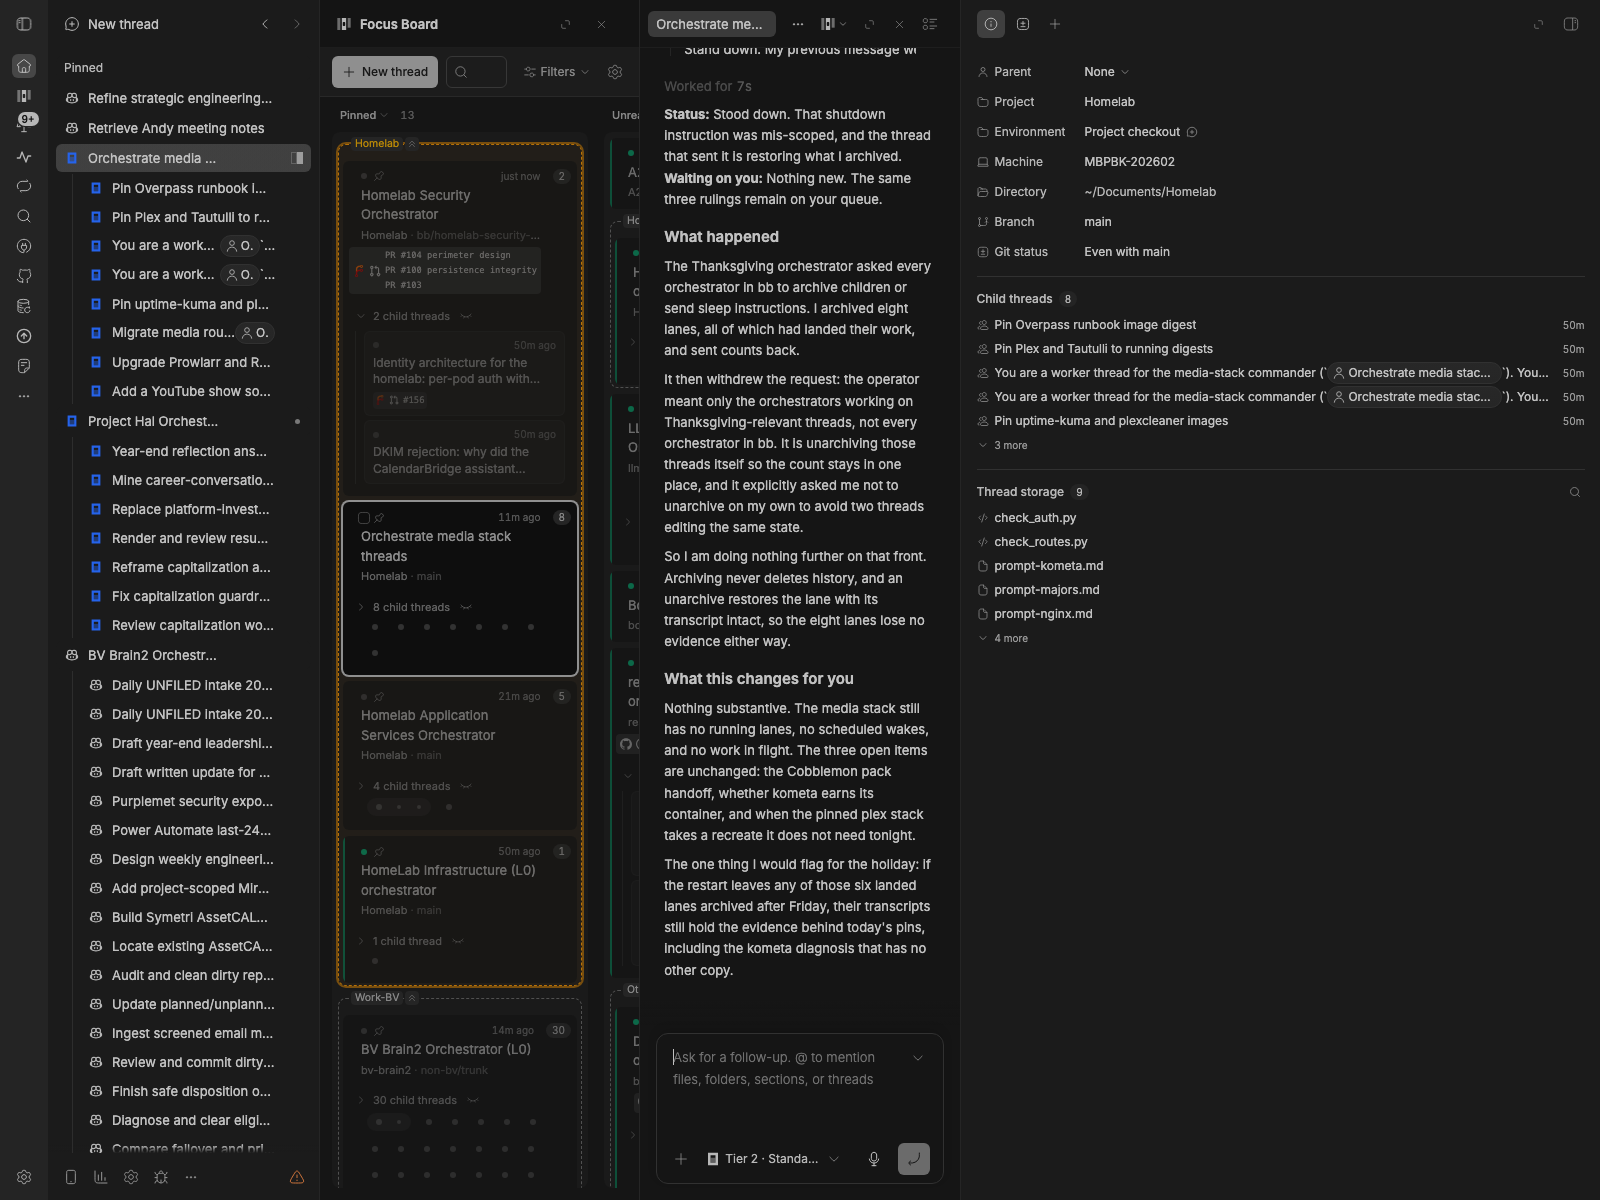 New thread
Pinned
Refine strategic engineering...
Retrieve Andy meeting notes
Orchestrate media ...
Pin Overpass runbook i...
Pin Plex and Tautulli to r...
You are a work... O. `...
You are a work... O. `...
Pin uptime-kuma and pl...
Migrate media rou... O.
Upgrade Prowlarr and R...
Add a YouTube show so...
Project Hal Orchest...
Year-end reflection ans...
Mine career-conversatio...
Replace platform-invest...
Render and review resu...
Reframe capitalization a...
Fix capitalization guardr...
Review capitalization wo...
BV Brain2 Orchestr...
Daily UNFILED intake 20...
Daily UNFILED intake 20...
Draft year-end leadershi...
Draft written update for ...
Purplemet security expo...
Power Automate last-24...
Design weekly engineeri...
Add project-scoped Mir...
Build Symetri AssetCAL...
Locate existing AssetCA...
Audit and clean dirty rep...
Update planned/unplann...
Ingest screened email m...
Review and commit dirty...
Finish safe disposition o...
Diagnose and clear eligi...
Compare failover and pri...
9+
Focus Board
New thread
Filters
Pinned 13
Homelab
just now 2
Homelab Security
Orchestrator
Homelab · bb/homelab-security-...
PR #104 perimeter design
PR #100 persistence integrity
PR #103
2 child threads
50m ago
Identity architecture for the
homelab: per-pod auth with...
#156
50m ago
DKIM rejection: why did the
CalendarBridge assistant...
11m ago 8
Orchestrate media stack
threads
Homelab · main
8 child threads
21m ago 5
Homelab Application
Services Orchestrator
Homelab · main
4 child threads
50m ago 1
HomeLab Infrastructure (L0)
orchestrator
Homelab · main
1 child thread
Work-BV
14m ago 30
BV Brain2 Orchestrator (L0)
bv-brain2 · non-bv/trunk
30 child threads
Unrea
Orchestrate me...
Stand down. My previous message w
Worked for 7s
Status: Stood down. That shutdown
instruction was mis-scoped, and the thread
that sent it is restoring what I archived.
Waiting on you: Nothing new. The same
three rulings remain on your queue.
What happened
The Thanksgiving orchestrator asked every
orchestrator in bb to archive children or
send sleep instructions. I archived eight
lanes, all of which had landed their work,
and sent counts back.
It then withdrew the request: the operator
meant only the orchestrators working on
Thanksgiving-relevant threads, not every
orchestrator in bb. It is unarchiving those
threads itself so the count stays in one
place, and it explicitly asked me not to
unarchive on my own to avoid two threads
editing the same state.
So I am doing nothing further on that front.
Archiving never deletes history, and an
unarchive restores the lane with its
transcript intact, so the eight lanes lose no
evidence either way.
What this changes for you
Nothing substantive. The media stack still
has no running lanes, no scheduled wakes,
and no work in flight. The three open items
are unchanged: the Cobblemon pack
handoff, whether kometa earns its
container, and when the pinned plex stack
takes a recreate it does not need tonight.
The one thing I would flag for the holiday: if
the restart leaves any of those six landed
lanes archived after Friday, their transcripts
still hold the evidence behind today's pins,
including the kometa diagnosis that has no
other copy.
Ask for a follow-up. @ to mention
files, folders, sections, or threads
Tier 2 · Standa...
Parent None
Project Homelab
Environment Project checkout
Machine MBPBK-202602
Directory ~/Documents/Homelab
Branch main
Git status Even with main
Child threads 8
Pin Overpass runbook image digest 50m
Pin Plex and Tautulli to running digests 50m
You are a worker thread for the media-stack commander (` Orchestrate media stac... `). You... 50m
You are a worker thread for the media-stack commander (` Orchestrate media stac... `). You... 50m
Pin uptime-kuma and plexcleaner images 50m
3 more
Thread storage 9
check_auth.py
check_routes.py
prompt-kometa.md
prompt-majors.md
prompt-nginx.md
4 more